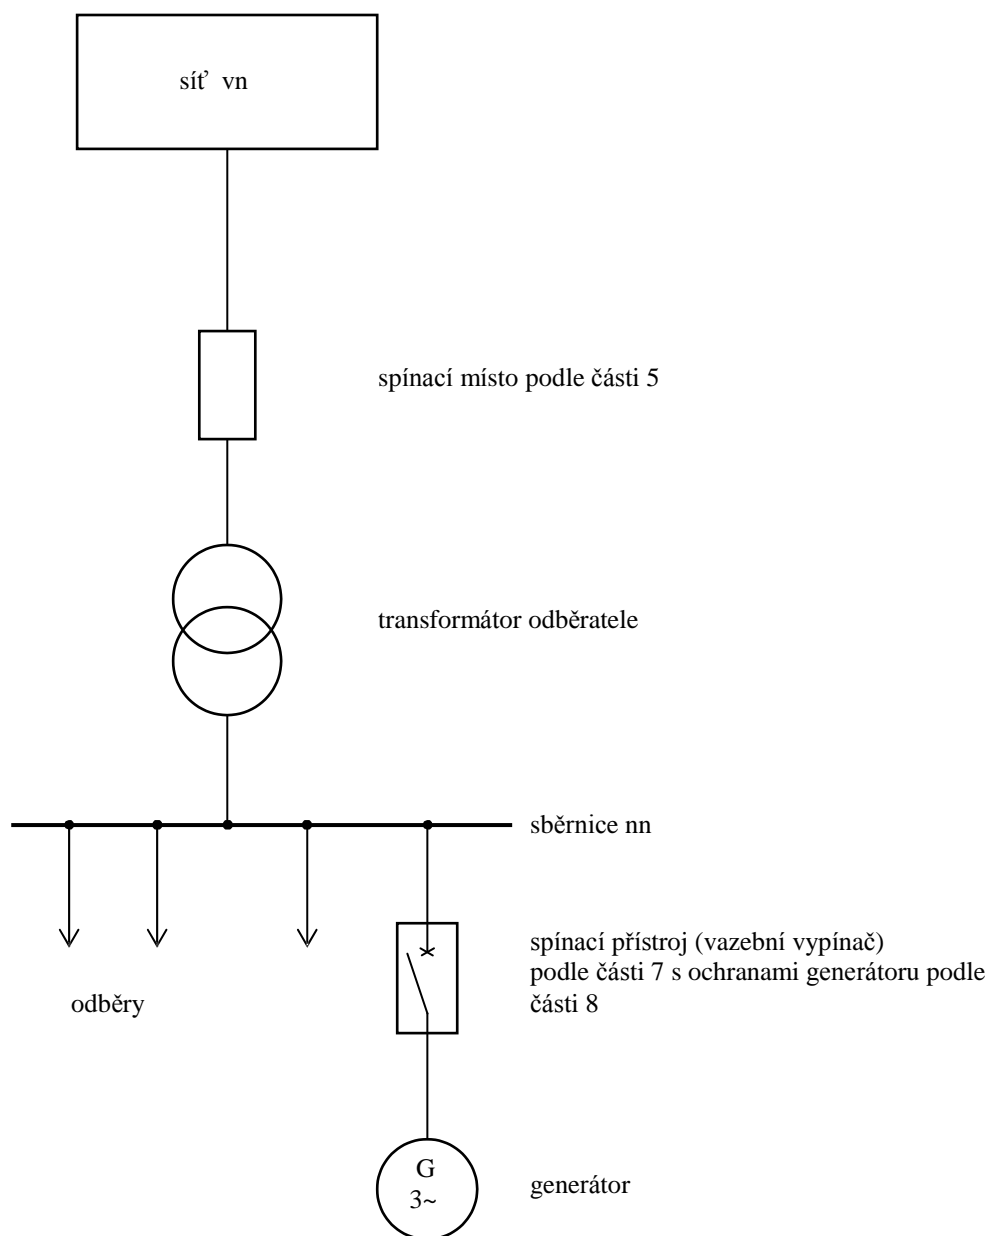 síť vn
spínací místo podle části 5
transformátor odběratele
sběrnice nn
spínací přístroj (vazební vypínač)
podle části 7 s ochranami generátoru podle
části 8
odběry
G
3~
generátor